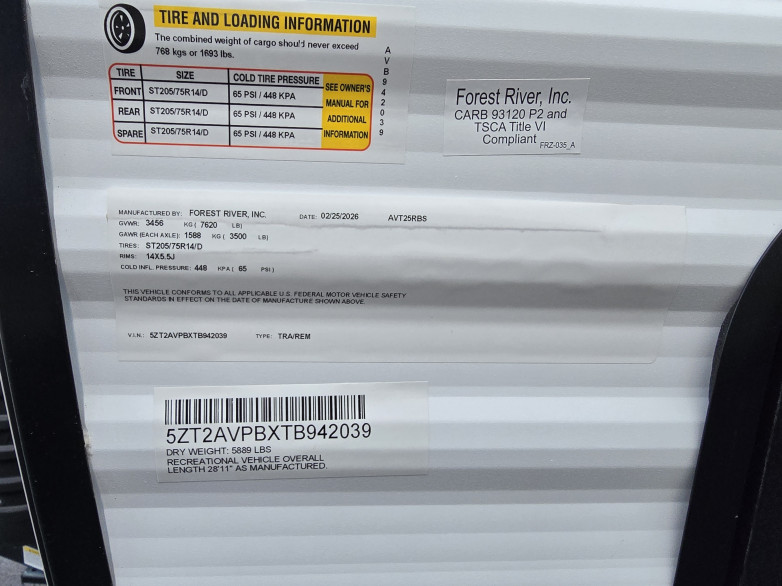 TIRE AND LOADING INFORMATION
The combined weight of cargo should never exceed
768 kgs or 1693 lbs.
TIRE SIZE COLD TIRE PRESSURE SEE OWNER'S MANUAL FOR ADDITIONAL INFORMATION
FRONT ST205/75R14/D 65 PSI / 448 KPA
REAR ST205/75R14/D 65 PSI / 448 KPA
SPARE ST205/75R14/D 65 PSI / 448 KPA
AVB942039
Forest River, Inc.
CARB 93120 P2 and
TSCA Title VI
Compliant FRZ-035_A
MANUFACTURED BY: FOREST RIVER, INC. DATE: 02/25/2026 AVT25RBS
GVWR: 3456 KG ( 7620 LB)
GAWR (EACH AXLE): 1588 KG ( 3500 LB)
TIRES: ST205/75R14/D
RIMS: 14X5.5J
COLD INFL. PRESSURE: 448 KPA ( 65 PSI )
THIS VEHICLE CONFORMS TO ALL APPLICABLE U.S. FEDERAL MOTOR VEHICLE SAFETY
STANDARDS IN EFFECT ON THE DATE OF MANUFACTURE SHOWN ABOVE.
V.I.N.: 5ZT2AVPBXTB942039 TYPE: TRA/REM
5ZT2AVPBXTB942039
DRY WEIGHT: 5889 LBS
RECREATIONAL VEHICLE OVERALL
LENGTH 28'11" AS MANUFACTURED.